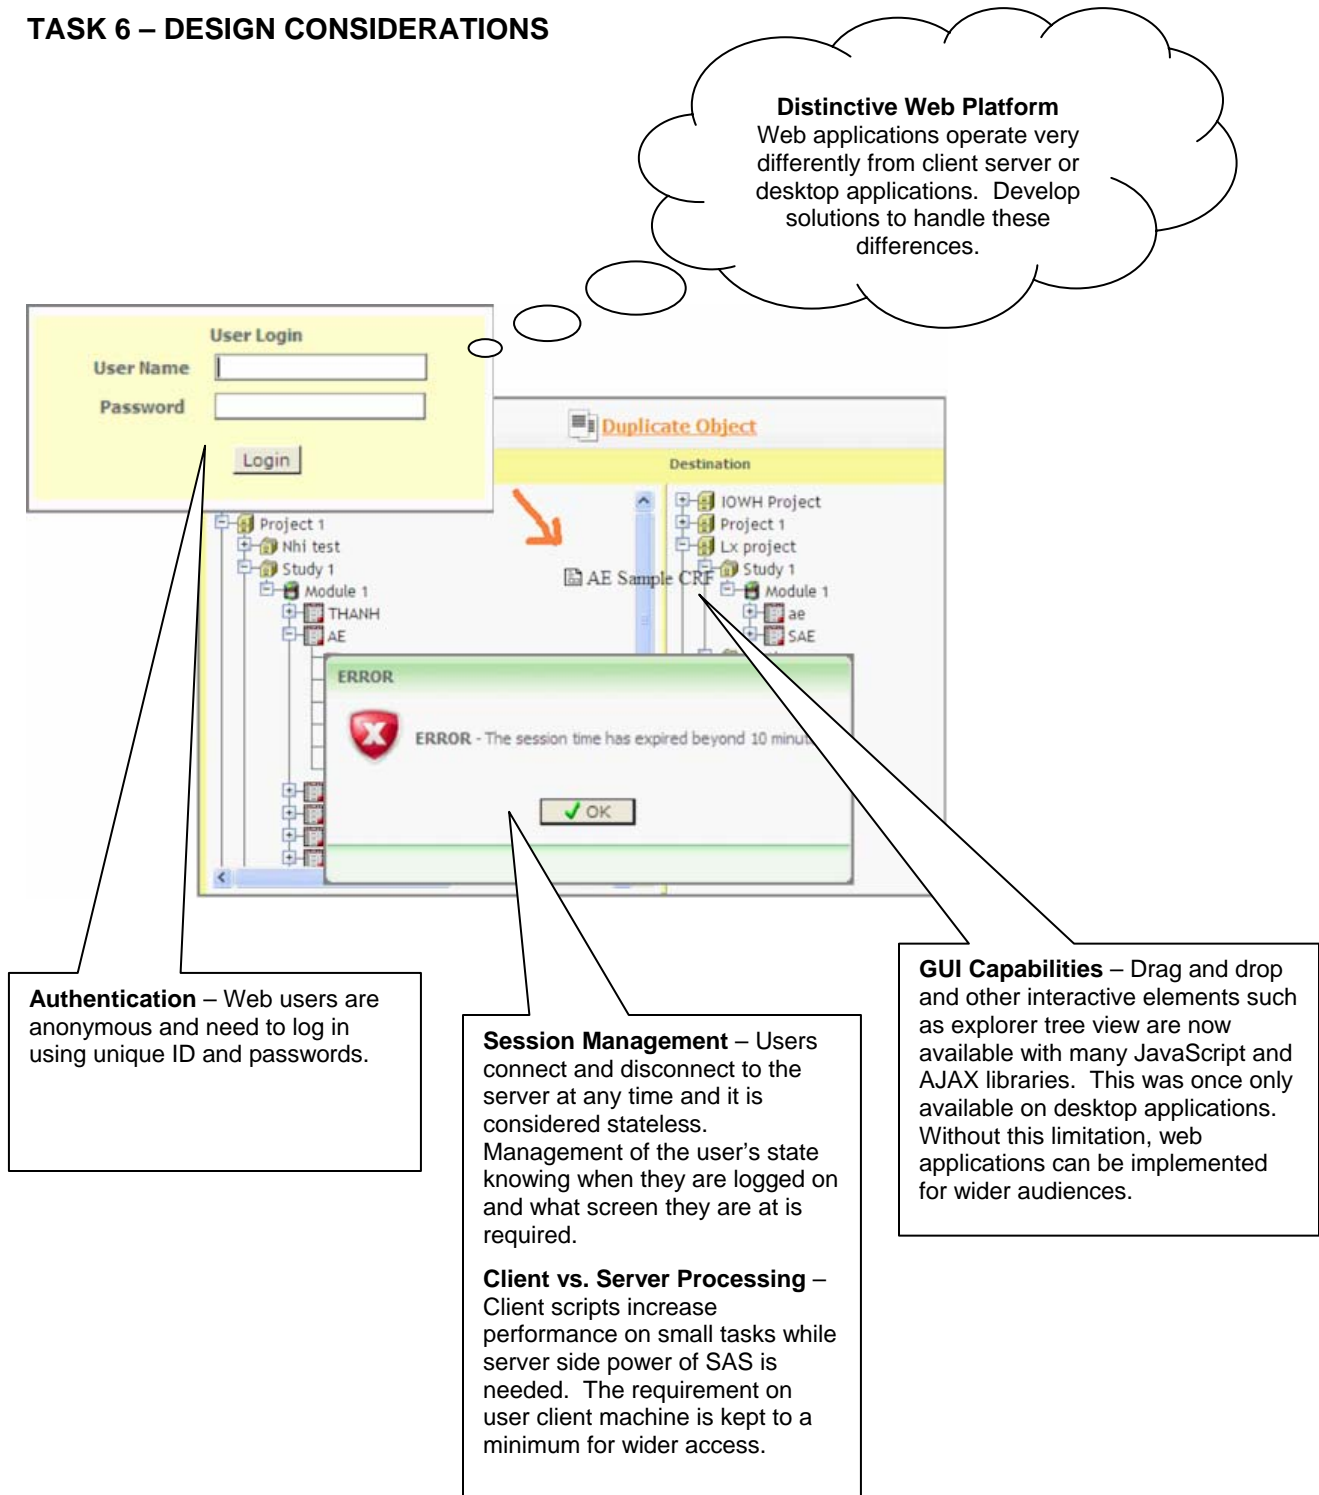 TASK 6 – DESIGN CONSIDERATIONS
Distinctive Web Platform
Web applications operate very
differently from client server or
desktop applications.  Develop
solutions to handle these
differences.
User Login
User Name
Password
Login
Duplicate Object
Destination
Project 1
Nhi test
Study 1
Module 1
THANH
AE
AE Sample CRF
IOWH Project
Project 1
Lx project
Study 1
Module 1
ae
SAE
ERROR
ERROR - The session time has expired beyond 10
OK
Authentication – Web users are
anonymous and need to log in
using unique ID and passwords.
Session Management – Users
connect and disconnect to the
server at any time and it is
considered stateless.
Management of the user’s state
knowing when they are logged on
and what screen they are at is
required.
Client vs. Server Processing –
Client scripts increase
performance on small tasks while
server side power of SAS is
needed.  The requirement on
user client machine is kept to a
minimum for wider access.
GUI Capabilities – Drag and drop
and other interactive elements such
as explorer tree view are now
available with many JavaScript and
AJAX libraries.  This was once only
available on desktop applications.
Without this limitation, web
applications can be implemented
for wider audiences.